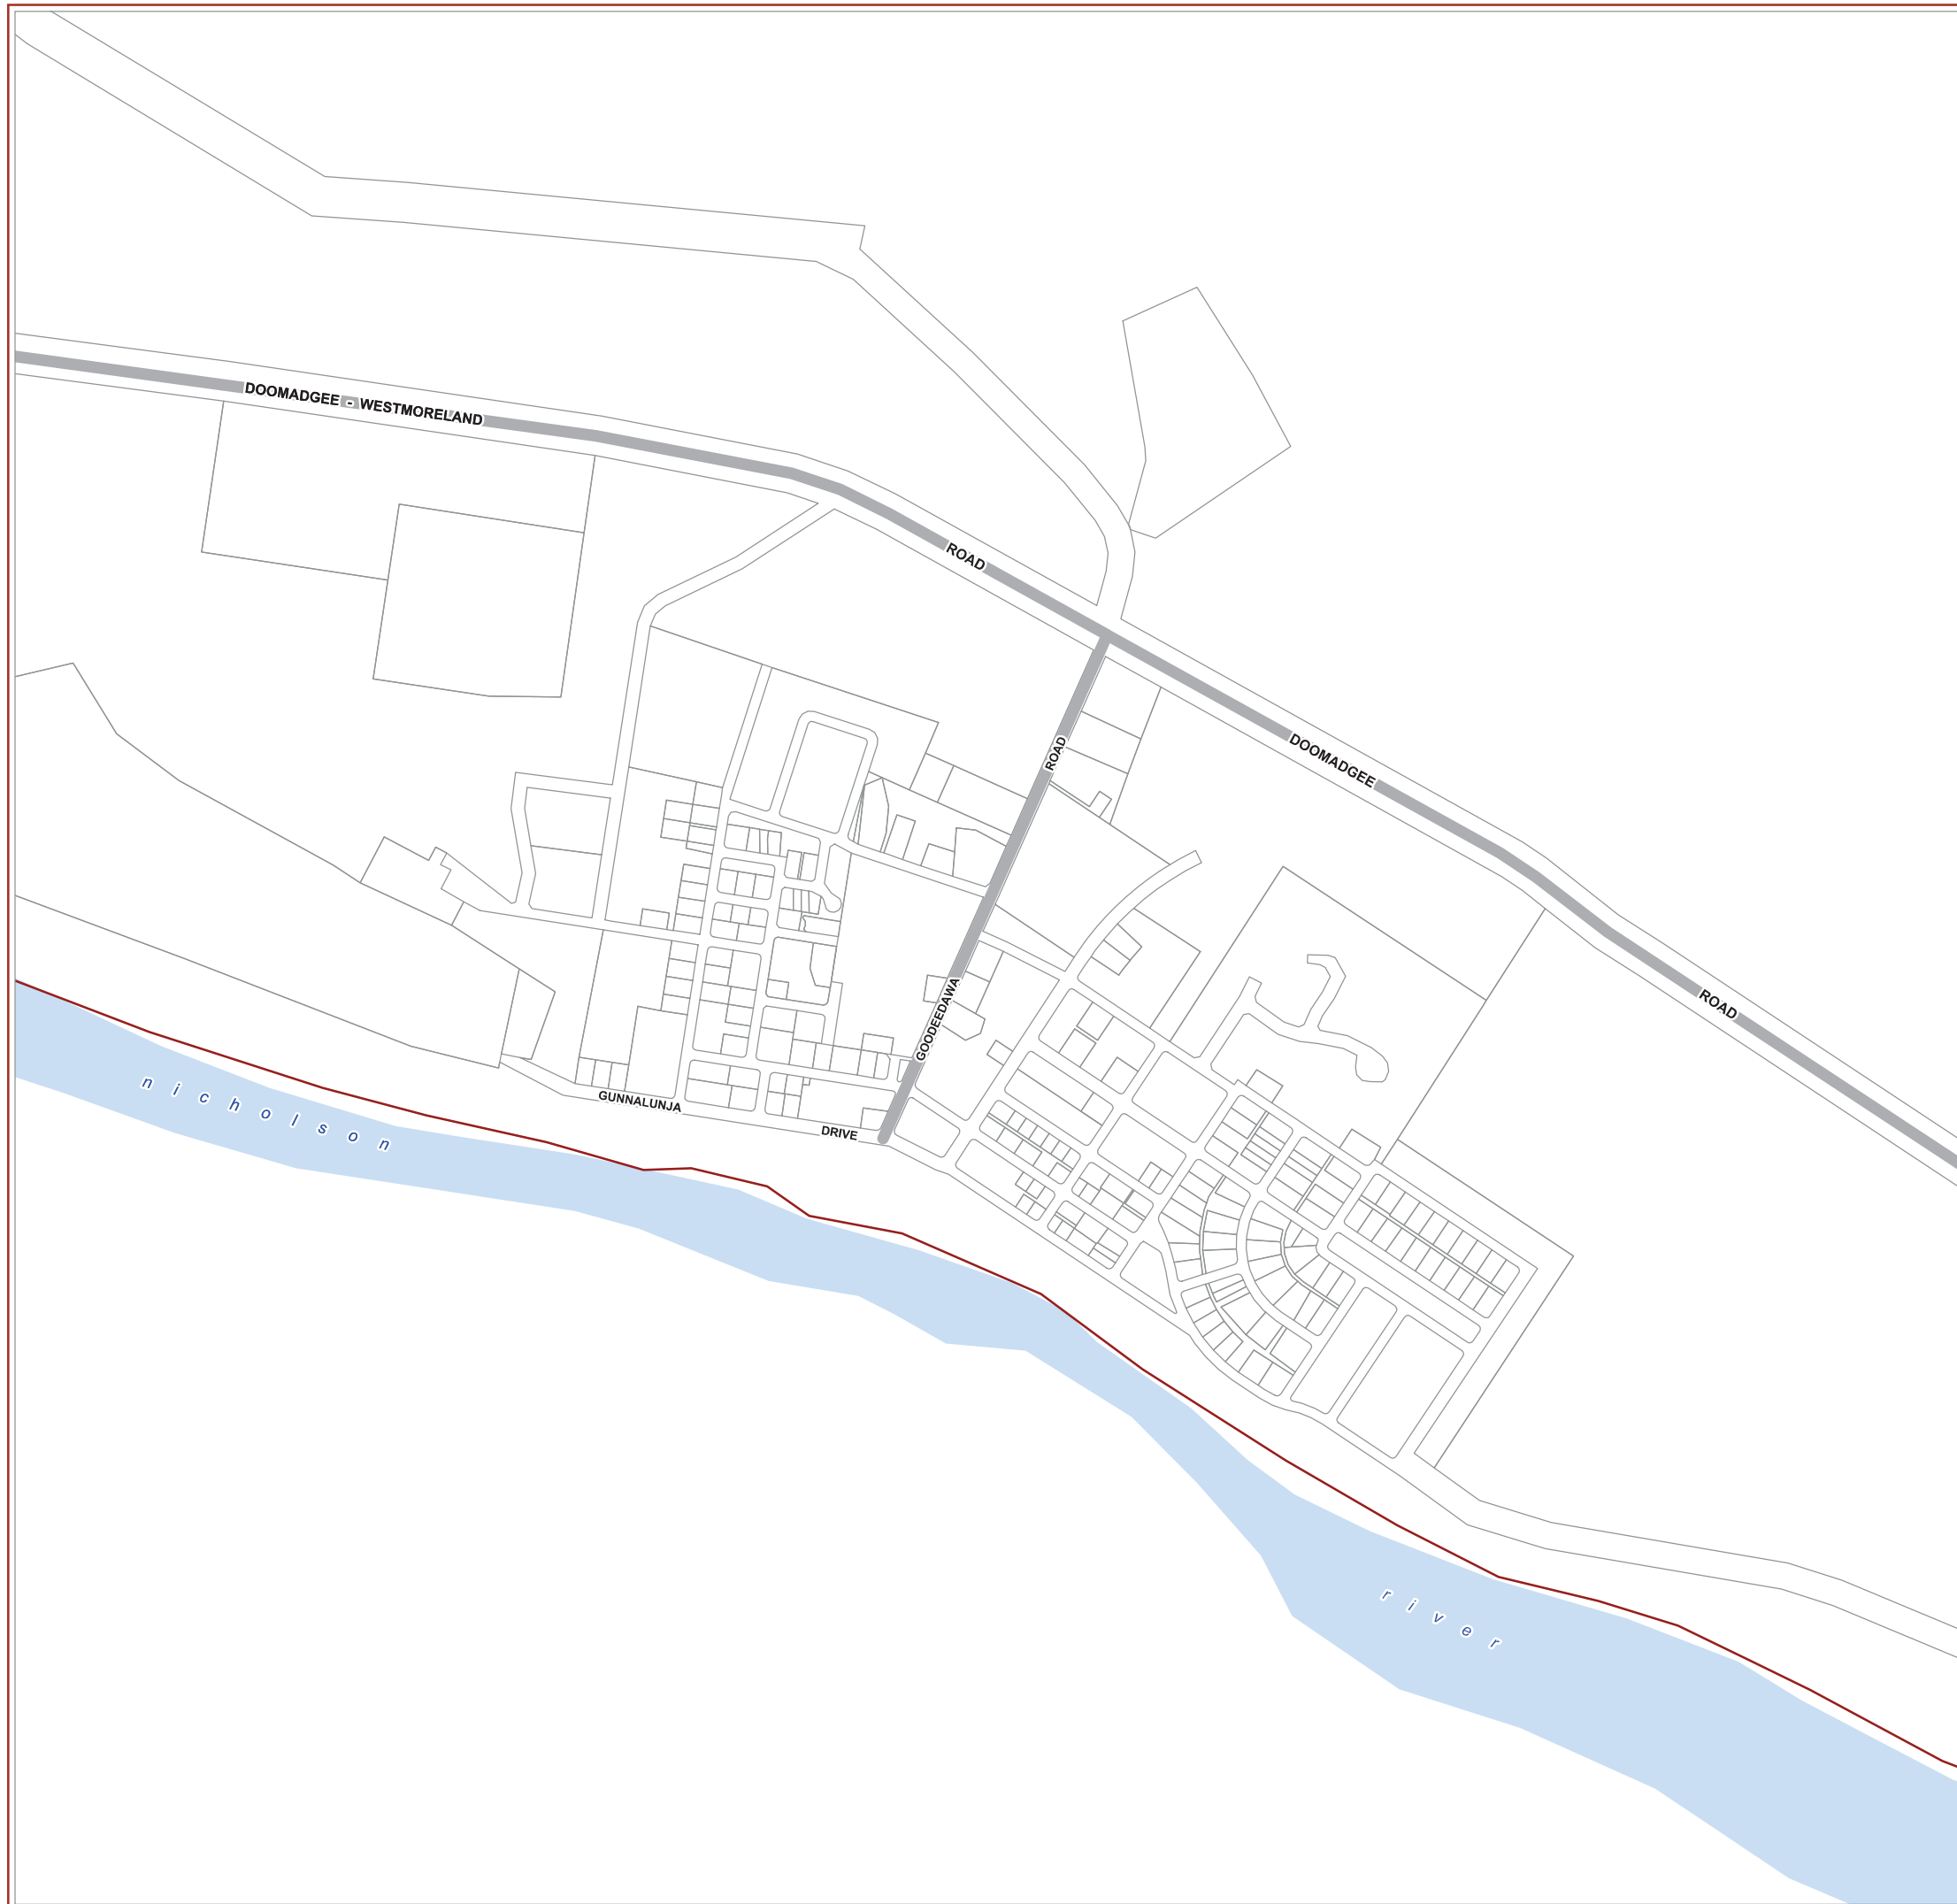 DOOMADGEE - WESTMORELAND
ROAD
ROAD
DOOMADGEE
ROAD
GOODEEDAWA
GUNNALUNJA
DRIVE
nicholson
river